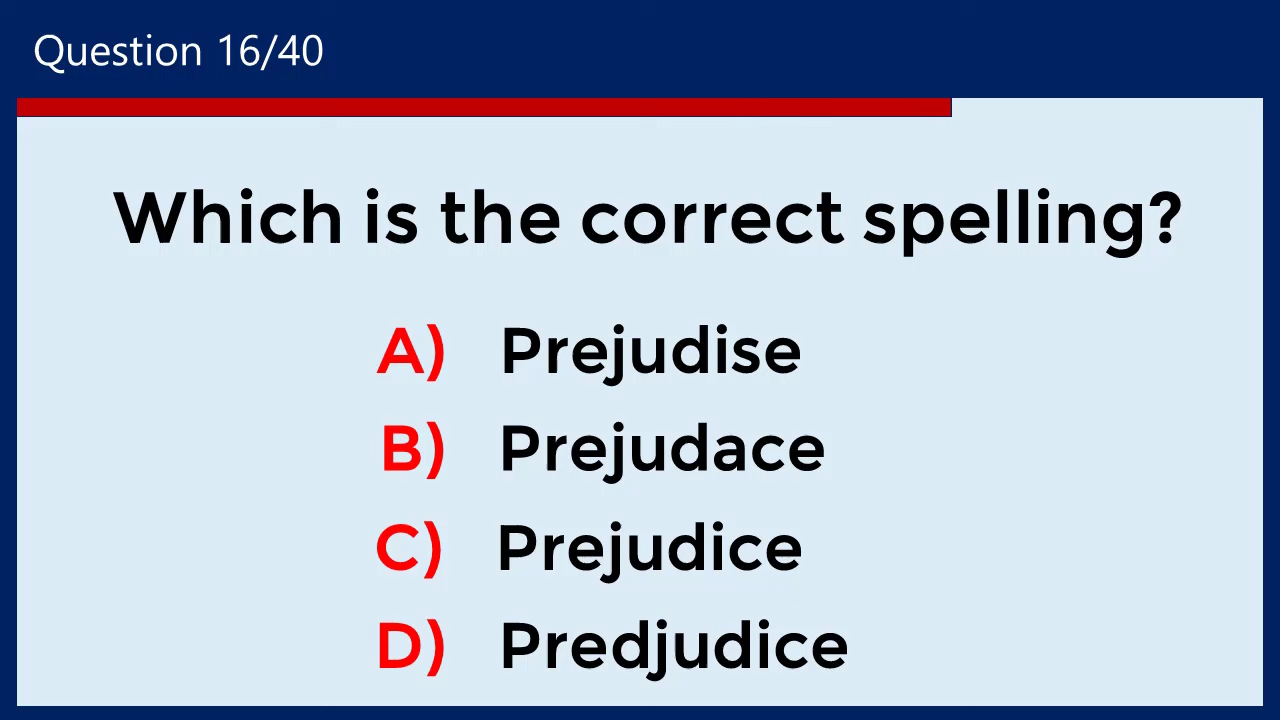 Question 16/40
Which is the correct spelling?
A) Prejudise
B) Prejudace
C) Prejudice
D) Predjudice